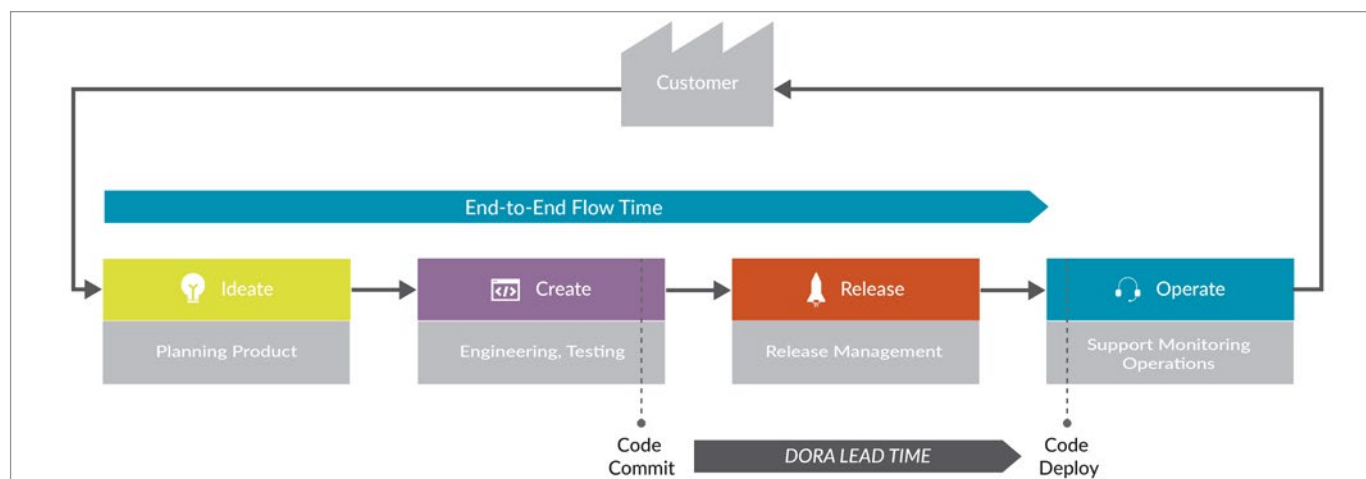 Customer
End-to-End Flow Time
Ideate
Create
Release
Operate
Planning Product
Engineering, Testing
Release Management
Support Monitoring
Operations
Code
Commit
DORA LEAD TIME
Code
Deploy